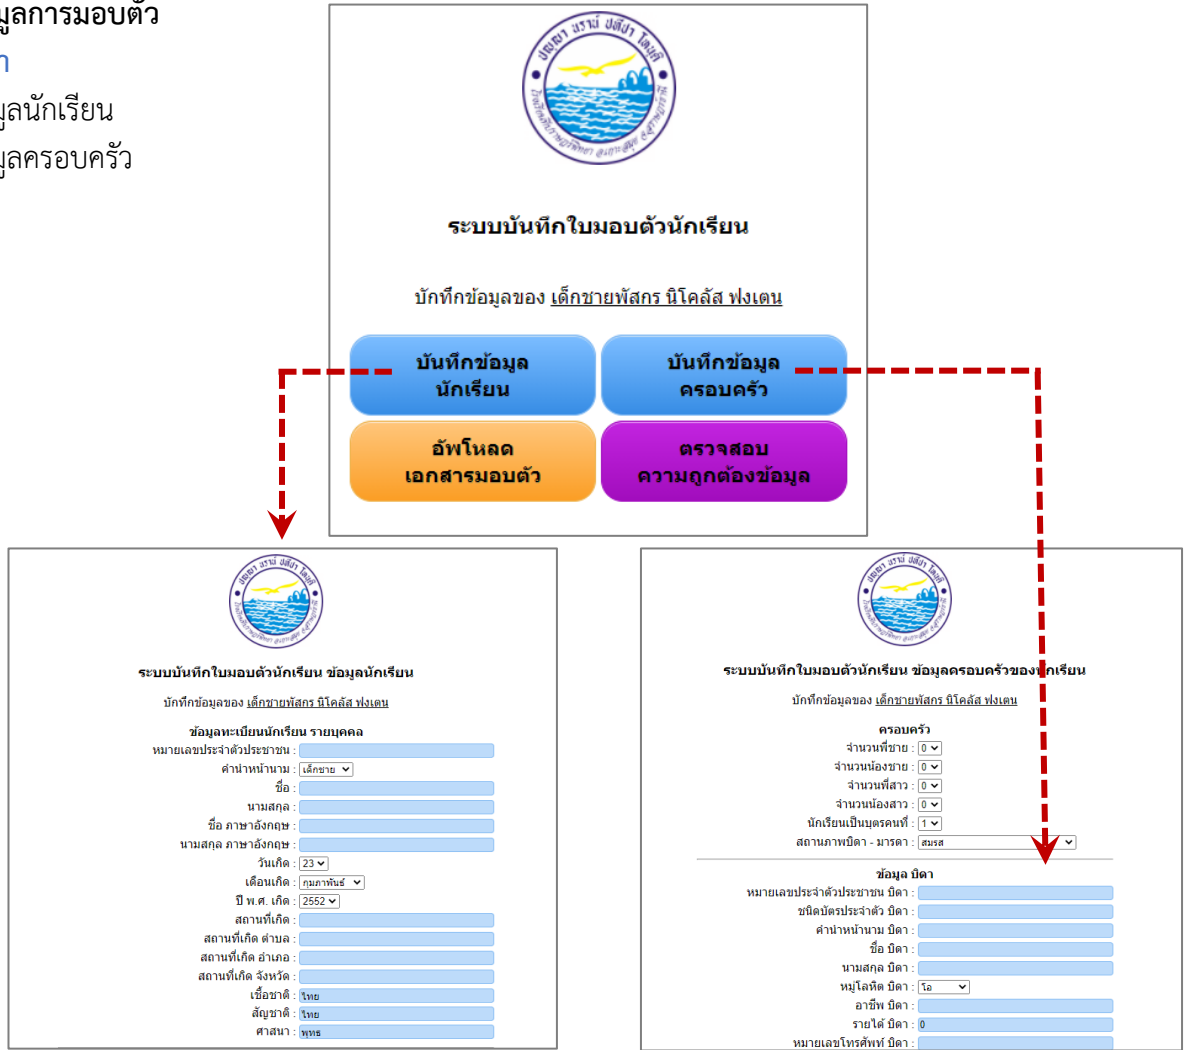 มูลการมอบตัว
า
มูลนักเรียน
มูลครอบครัว
ปญฺญา นรานํ ปทีปา โลกสฺมึ
ระบบบันทึกใบมอบตัวนักเรียน
บักทึกข้อมูลของ เด็กชายพัสกร นิโคลัส ฟงเตน
บันทึกข้อมูล
นักเรียน
บันทึกข้อมูล
ครอบครัว
อัพโหลด
เอกสารมอบตัว
ตรวจสอบ
ความถูกต้องข้อมูล
ระบบบันทึกใบมอบตัวนักเรียน ข้อมูลนักเรียน
บักทึกข้อมูลของ เด็กชายพัสกร นิโคลัส ฟงเตน
ข้อมูลทะเบียนนักเรียน รายบุคคล
หมายเลขประจำตัวประชาชน :
คำนำหน้านาม : เด็กชาย
ชื่อ :
นามสกุล :
ชื่อ ภาษาอังกฤษ :
นามสกุล ภาษาอังกฤษ :
วันเกิด : 23
เดือนเกิด : กุมภาพันธ์
ปี พ.ศ. เกิด : 2552
สถานที่เกิด :
สถานที่เกิด ตำบล :
สถานที่เกิด อำเภอ :
สถานที่เกิด จังหวัด :
เชื้อชาติ : ไทย
สัญชาติ : ไทย
ศาสนา : พุทธ
ระบบบันทึกใบมอบตัวนักเรียน ข้อมูลครอบครัวของนักเรียน
บักทึกข้อมูลของ เด็กชายพัสกร นิโคลัส ฟงเตน
ครอบครัว
จำนวนพี่ชาย : 0
จำนวนน้องชาย : 0
จำนวนพี่สาว : 0
จำนวนน้องสาว : 0
นักเรียนเป็นบุตรคนที่ : 1
สถานภาพบิดา - มารดา : สมรส
ข้อมูล บิดา
หมายเลขประจำตัวประชาชน บิดา :
ชนิดบัตรประจำตัว บิดา :
คำนำหน้านาม บิดา :
ชื่อ บิดา :
นามสกุล บิดา :
หมู่โลหิต บิดา : โอ
อาชีพ บิดา :
รายได้ บิดา : 0
หมายเลขโทรศัพท์ บิดา :